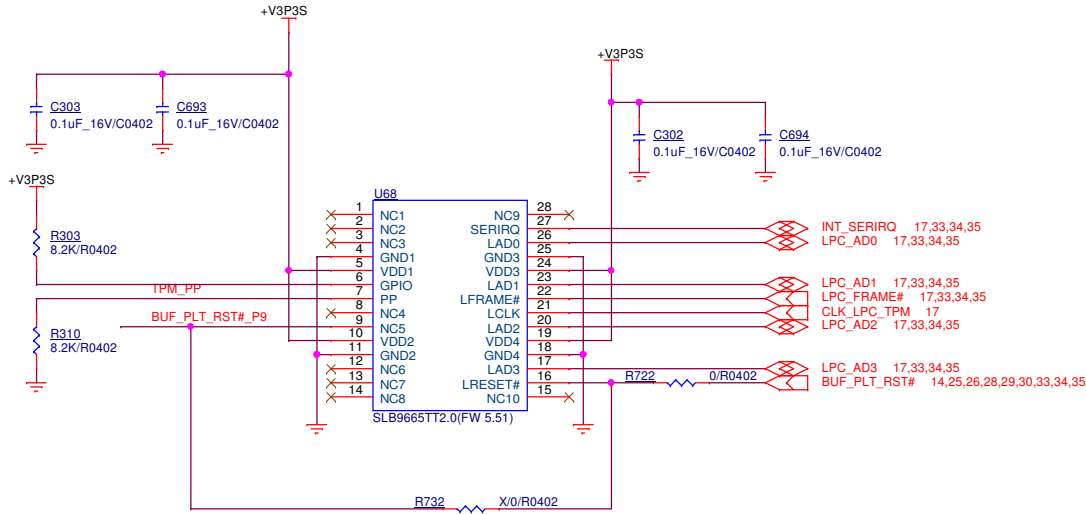 +V3P3S
+V3P3S
C303
0.1uF_16V/C0402
C693
0.1uF_16V/C0402
C302
0.1uF_16V/C0402
C694
0.1uF_16V/C0402
+V3P3S
R303
8.2K/R0402
R310
8.2K/R0402
TPM_PP
BUF_PLT_RST#_P9
U68
1 NC1
2 NC2
3 NC3
4 GND1
5 VDD1
6 GPIO
7 PP
8 NC4
9 NC5
10 VDD2
11 GND2
12 NC6
13 NC7
14 NC8
NC9 28
SERIRQ 27
LAD0 26
GND3 25
VDD3 24
LAD1 23
LFRAME# 22
LCLK 21
LAD2 20
VDD4 19
GND4 18
LAD3 17
LRESET# 16
NC10 15
SLB9665TT2.0(FW 5.51)
INT_SERIRQ 17,33,34,35
LPC_AD0 17,33,34,35
LPC_AD1 17,33,34,35
LPC_FRAME# 17,33,34,35
CLK_LPC_TPM 17
LPC_AD2 17,33,34,35
LPC_AD3 17,33,34,35
R722 0/R0402
BUF_PLT_RST# 14,25,26,28,29,30,33,34,35
R732 X/0/R0402